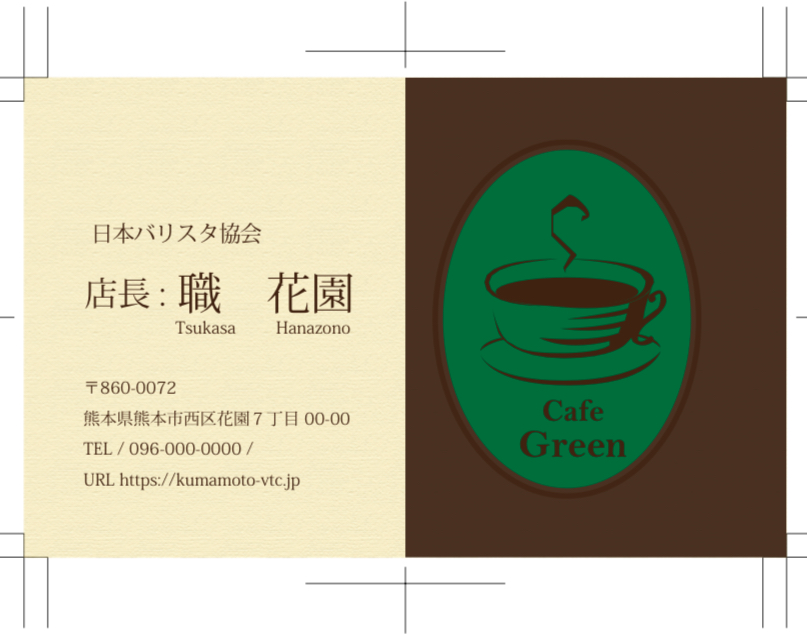 日本バリスタ協会
店長：職　花園
Tsukasa Hanazono
〒860-0072
熊本県熊本市西区花園７丁目 00-00
TEL / 096-000-0000 /
URL https://kumamoto-vtc.jp
Cafe
Green